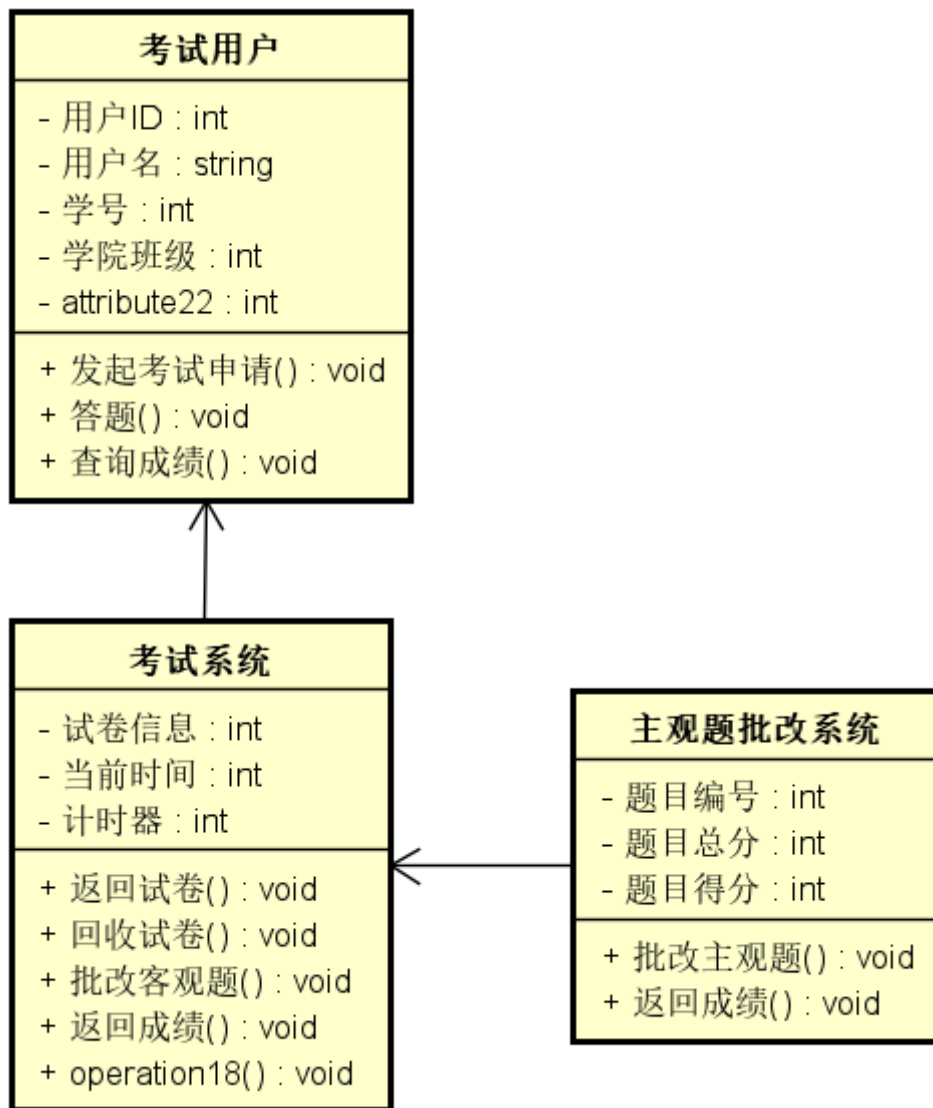 考试用户
- 用户ID : int
- 用户名 : string
- 学号 : int
- 学院班级 : int
- attribute22 : int
+ 发起考试申请() : void
+ 答题() : void
+ 查询成绩() : void
考试系统
- 试卷信息 : int
- 当前时间 : int
- 计时器 : int
+ 返回试卷() : void
+ 回收试卷() : void
+ 批改客观题() : void
+ 返回成绩() : void
+ operation18() : void
主观题批改系统
- 题目编号 : int
- 题目总分 : int
- 题目得分 : int
+ 批改主观题() : void
+ 返回成绩() : void